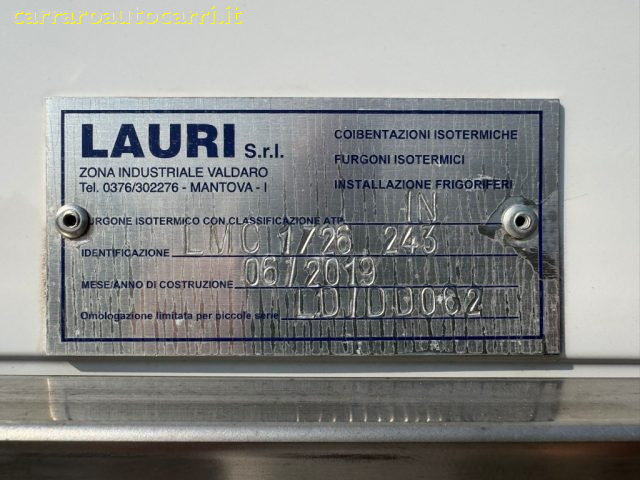 carraroautocarri.it
LAURI S.r.l.
ZONA INDUSTRIALE VALDARO
Tel. 0376/302276 - MANTOVA - I
COIBENTAZIONI ISOTERMICHE
FURGONI ISOTERMICI
INSTALLAZIONE FRIGORIFERI
FURGONE ISOTERMICO CON CLASSIFICAZIONE ATP IN
IDENTIFICAZIONE LMC 1726 243
MESE/ANNO DI COSTRUZIONE 06/2019
Omologazione limitata per piccole serie LD/DD062